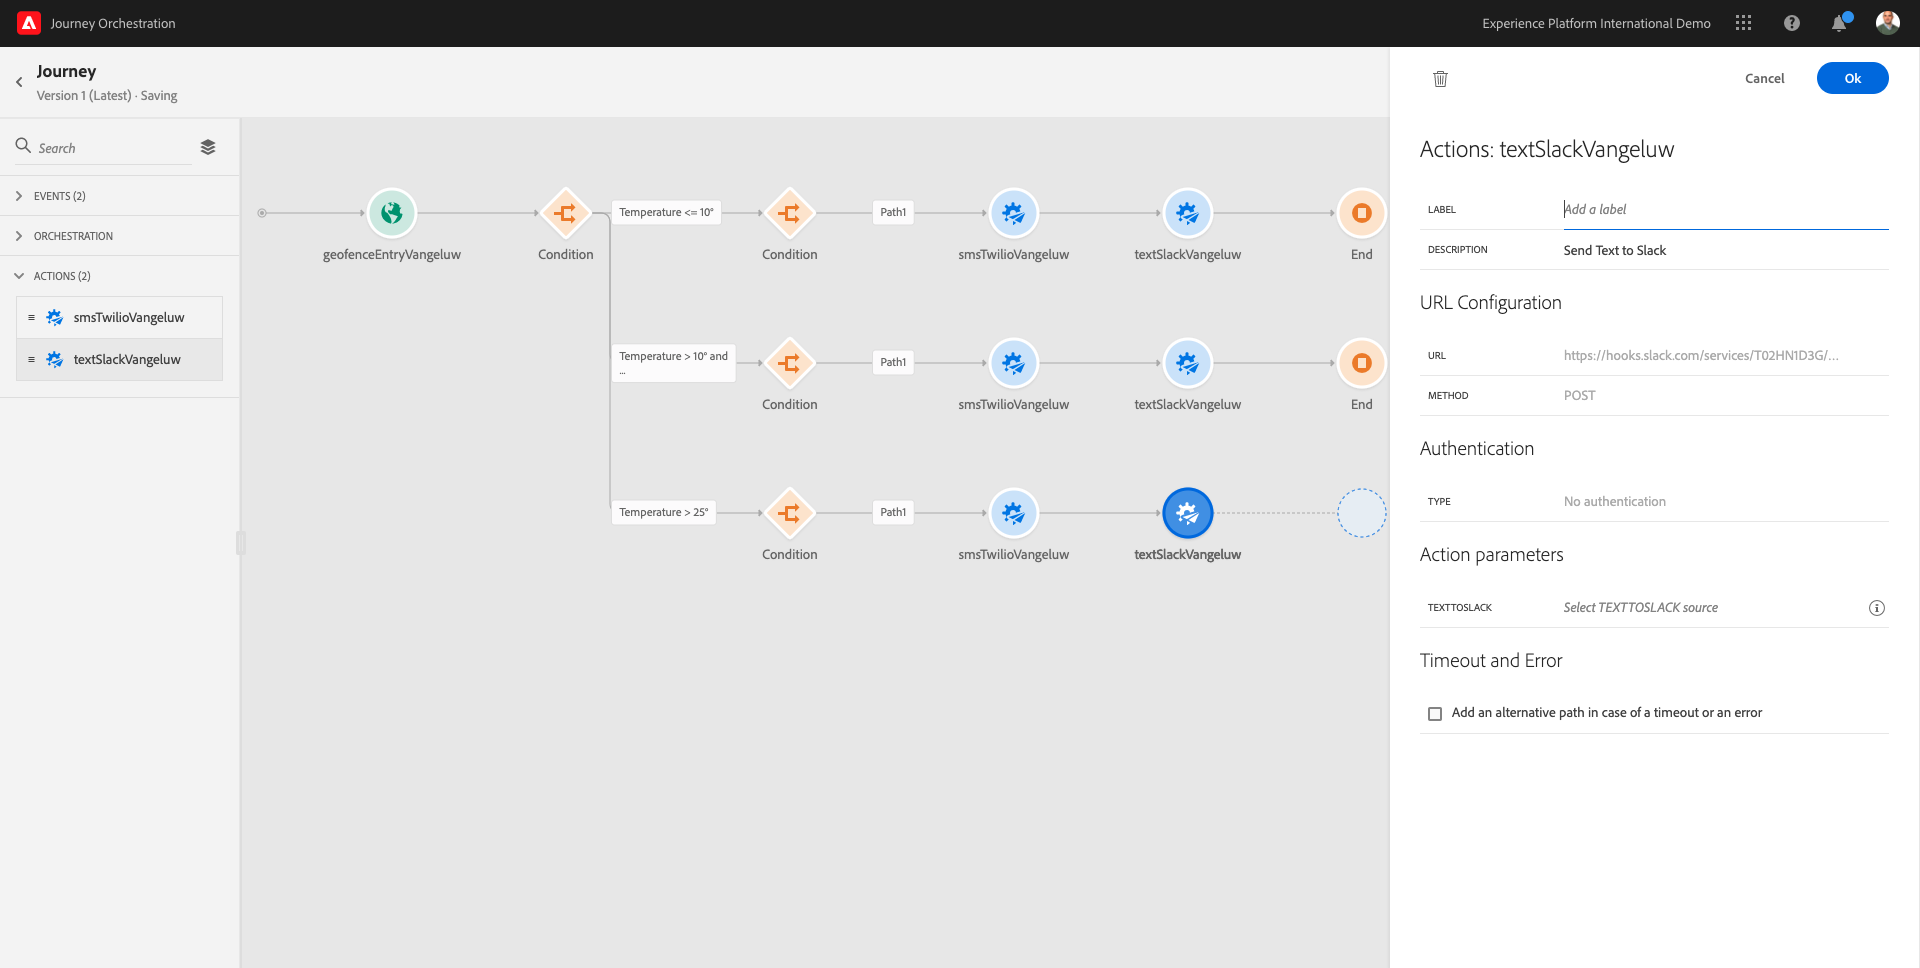 Journey Orchestration
Experience Platform International Demo
Journey
Version 1 (Latest) · Saving
Search
EVENTS (2)
ORCHESTRATION
ACTIONS (2)
smsTwilioVangeluw
textSlackVangeluw
geofenceEntryVangeluw
Condition
Temperature <= 10°
Condition
Path1
smsTwilioVangeluw
textSlackVangeluw
End
Temperature > 10° and
...
Condition
Path1
smsTwilioVangeluw
textSlackVangeluw
End
Temperature > 25°
Condition
Path1
smsTwilioVangeluw
textSlackVangeluw
Cancel
Ok
Actions: textSlackVangeluw
LABEL
Add a label
DESCRIPTION
Send Text to Slack
URL Configuration
URL
https://hooks.slack.com/services/T02HN1D3G/...
METHOD
POST
Authentication
TYPE
No authentication
Action parameters
TEXTTOSLACK
Select TEXTTOSLACK source
Timeout and Error
Add an alternative path in case of a timeout or an error